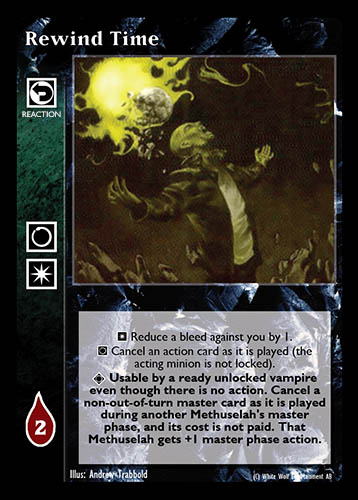 Rewind Time
REACTION
Reduce a bleed against you by 1.
Cancel an action card as it is played (the
acting minion is not locked).
Usable by a ready unlocked vampire
even though there is no action. Cancel a
non-out-of-turn master card as it is played
during another Methuselah's master
phase, and its cost is not paid. That
Methuselah gets +1 master phase action.
2
Illus: Andrew Trabbold
(C) White Wolf Entertainment AB